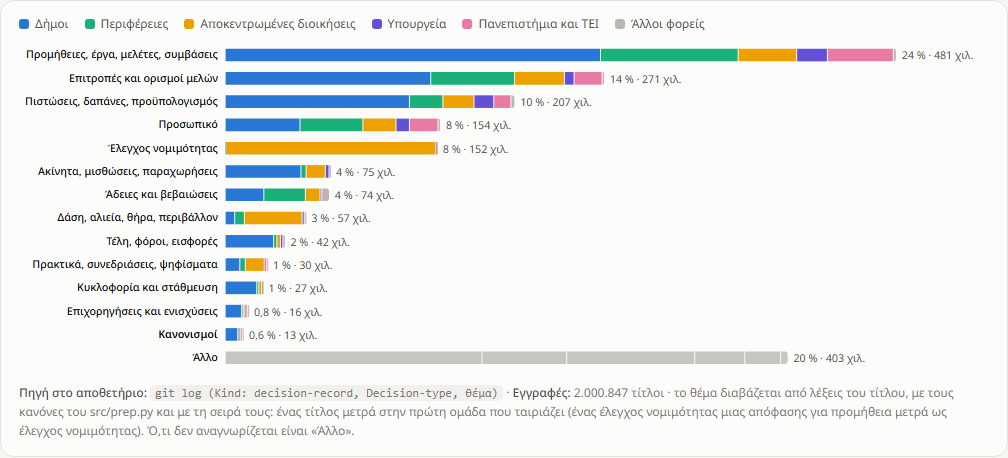 Δήμοι Περιφέρειες Αποκεντρωμένες διοικήσεις Υπουργεία Πανεπιστήμια και ΤΕΙ Άλλοι φορείς
Προμήθειες, έργα, μελέτες, συμβάσεις 24 % · 481 χιλ.
Επιτροπές και ορισμοί μελών 14 % · 271 χιλ.
Πιστώσεις, δαπάνες, προϋπολογισμός 10 % · 207 χιλ.
Προσωπικό 8 % · 154 χιλ.
Έλεγχος νομιμότητας 8 % · 152 χιλ.
Ακίνητα, μισθώσεις, παραχωρήσεις 4 % · 75 χιλ.
Άδειες και βεβαιώσεις 4 % · 74 χιλ.
Δάση, αλιεία, θήρα, περιβάλλον 3 % · 57 χιλ.
Τέλη, φόροι, εισφορές 2 % · 42 χιλ.
Πρακτικά, συνεδριάσεις, ψηφίσματα 1 % · 30 χιλ.
Κυκλοφορία και στάθμευση 1 % · 27 χιλ.
Επιχορηγήσεις και ενισχύσεις 0,8 % · 16 χιλ.
Κανονισμοί 0,6 % · 13 χιλ.
Άλλο 20 % · 403 χιλ.
Πηγή στο αποθετήριο: git log (Kind: decision-record, Decision-type, θέμα) · Εγγραφές: 2.000.847 τίτλοι · το θέμα διαβάζεται από λέξεις του τίτλου, με τους
κανόνες του src/prep.py και με τη σειρά τους: ένας τίτλος μετρά στην πρώτη ομάδα που ταιριάζει (ένας έλεγχος νομιμότητας μιας απόφασης για προμήθεια μετρά ως
έλεγχος νομιμότητας). Ό,τι δεν αναγνωρίζεται είναι «Άλλο».